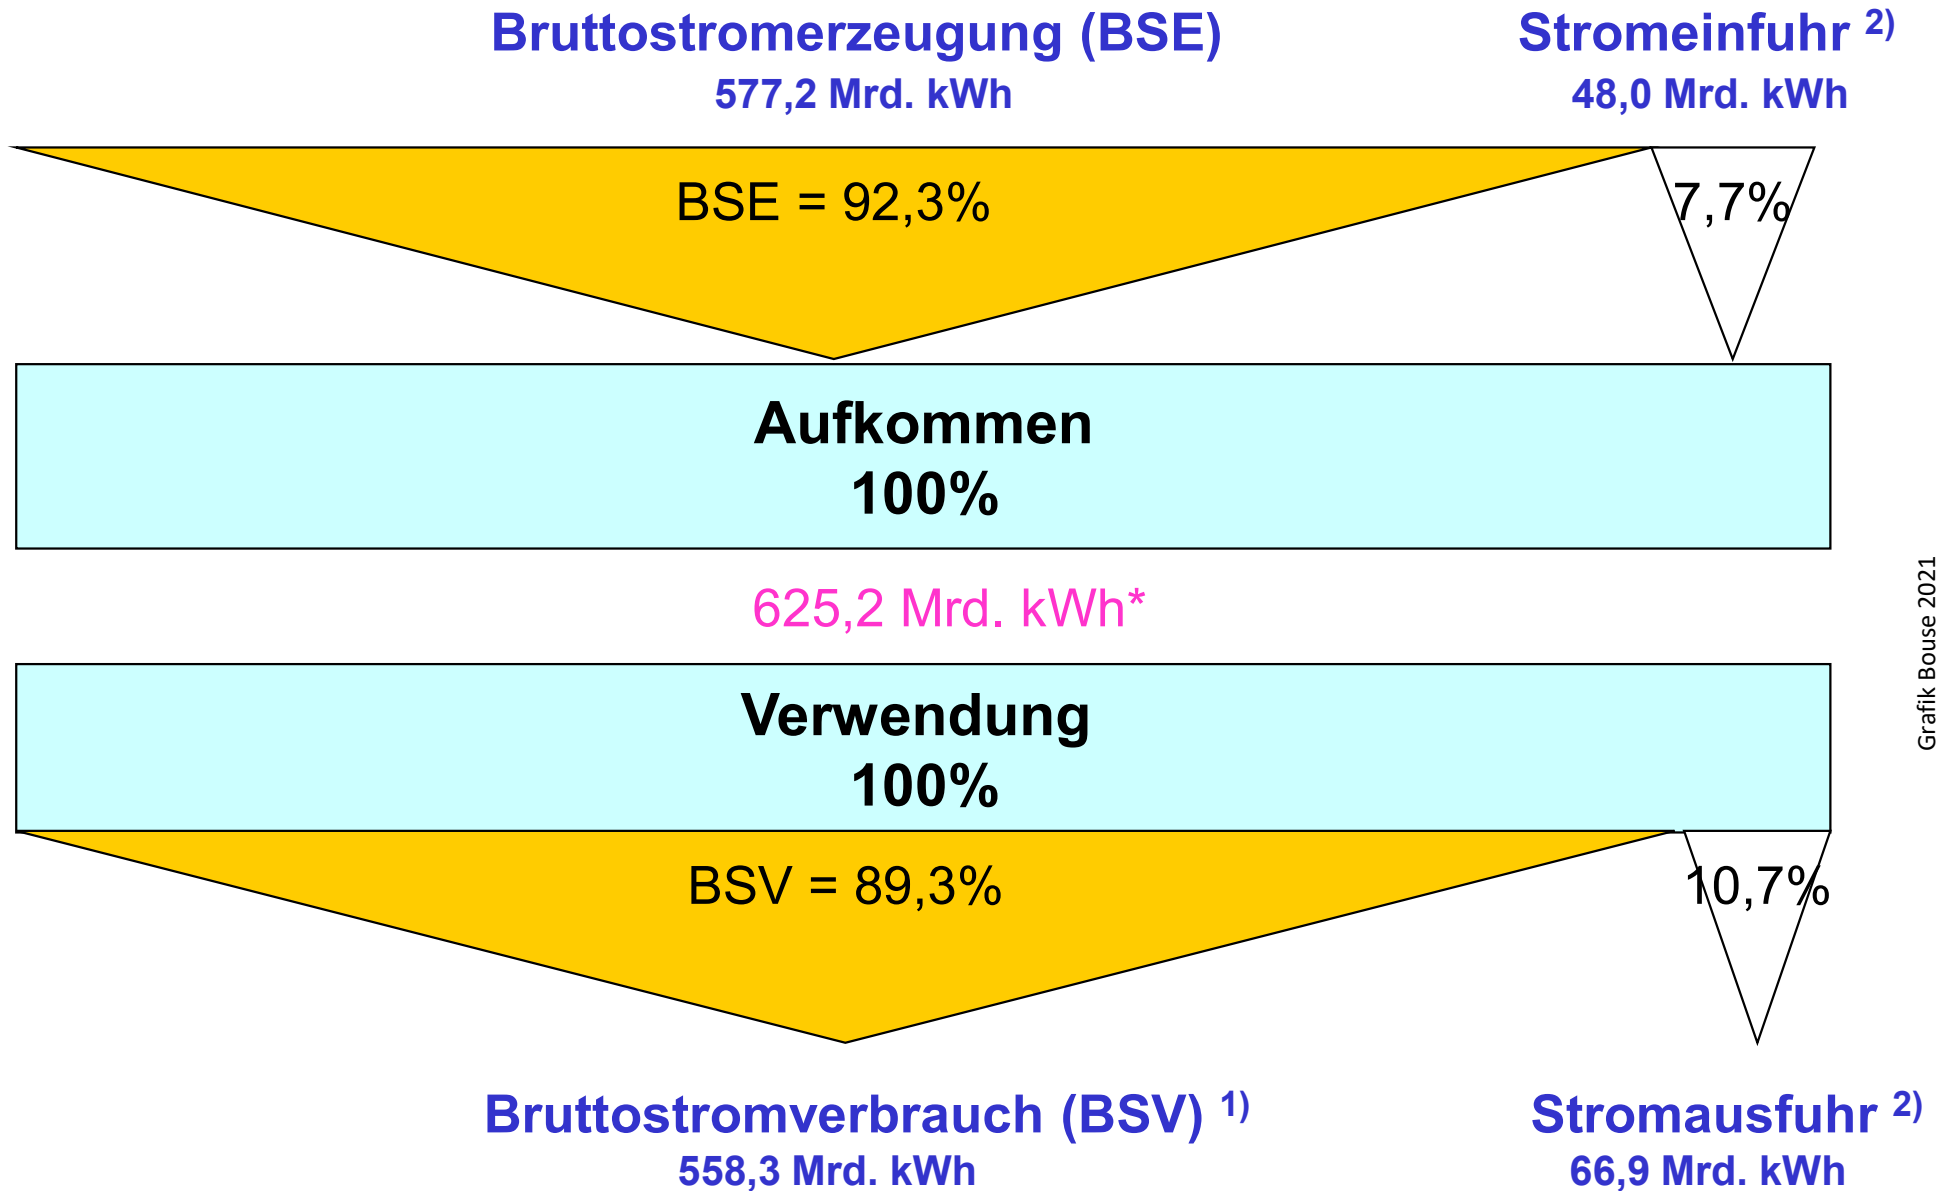 Bruttostromerzeugung (BSE)
577,2 Mrd. kWh
Stromeinfuhr 2)
48,0 Mrd. kWh
BSE = 92,3%
7,7%
Aufkommen
100%
625,2 Mrd. kWh*
Verwendung
100%
BSV = 89,3%
10,7%
Bruttostromverbrauch (BSV) 1)
558,3 Mrd. kWh
Stromausfuhr 2)
66,9 Mrd. kWh
Grafik Bouse 2021